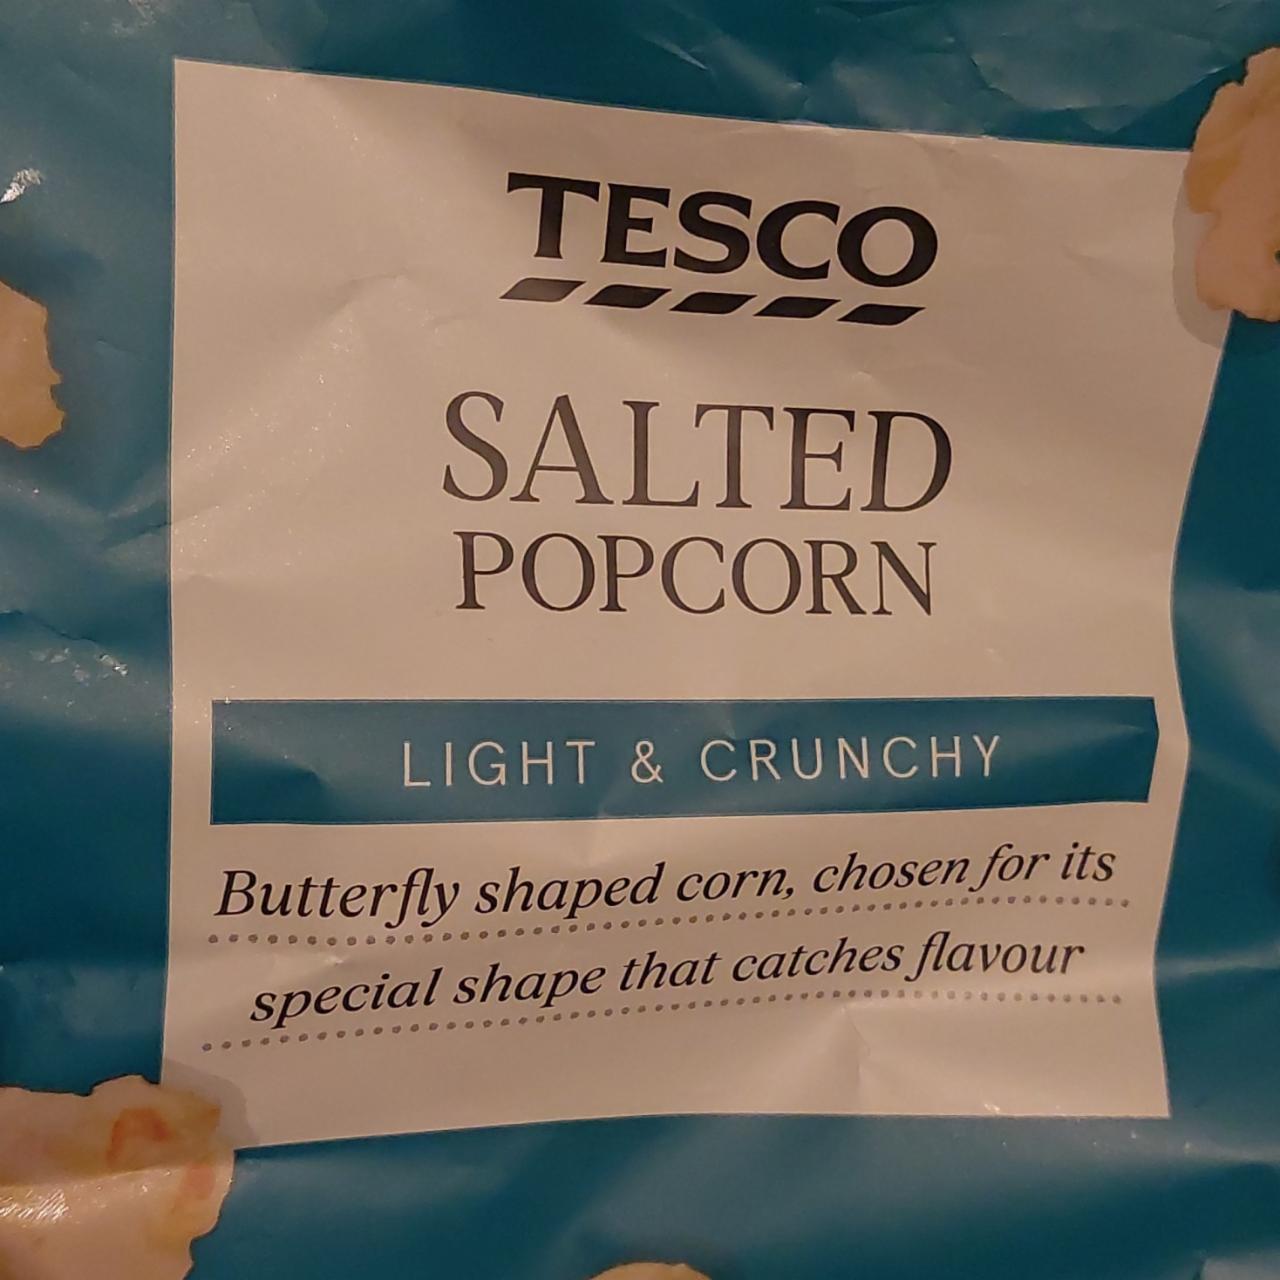 TESCO
SALTED
POPCORN
LIGHT & CRUNCHY
Butterfly shaped corn, chosen for its
special shape that catches flavour